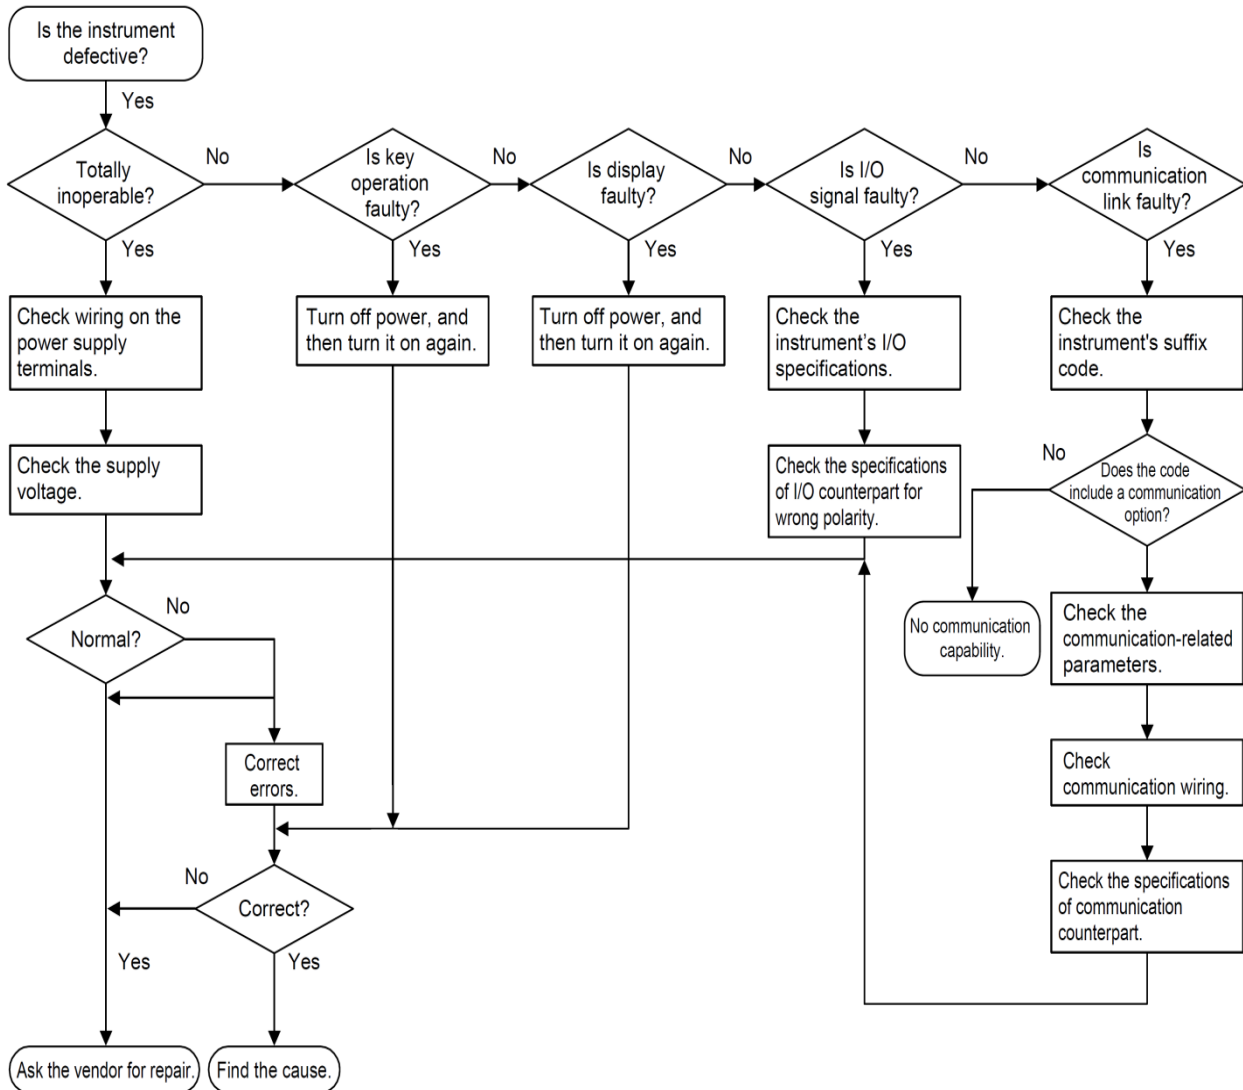 Is the instrument
defective?
Yes
Totally
inoperable?
No
Is key
operation
faulty?
No
Is display
faulty?
No
Is I/O
signal faulty?
No
Is
communication
link faulty?
Yes
Yes
Yes
Yes
Yes
Check wiring on the
power supply
terminals.
Turn off power, and
then turn it on again.
Turn off power, and
then turn it on again.
Check the
instrument's I/O
specifications.
Check the
instrument's suffix
code.
Check the supply
voltage.
Check the specifications
of I/O counterpart for
wrong polarity.
No
Does the code
include a communication
option?
No
Normal?
No communication
capability.
Check the
communication-related
parameters.
Correct
errors.
Check
communication wiring.
No
Correct?
Check the specifications
of communication
counterpart.
Yes
Yes
Ask the vendor for repair.
Find the cause.